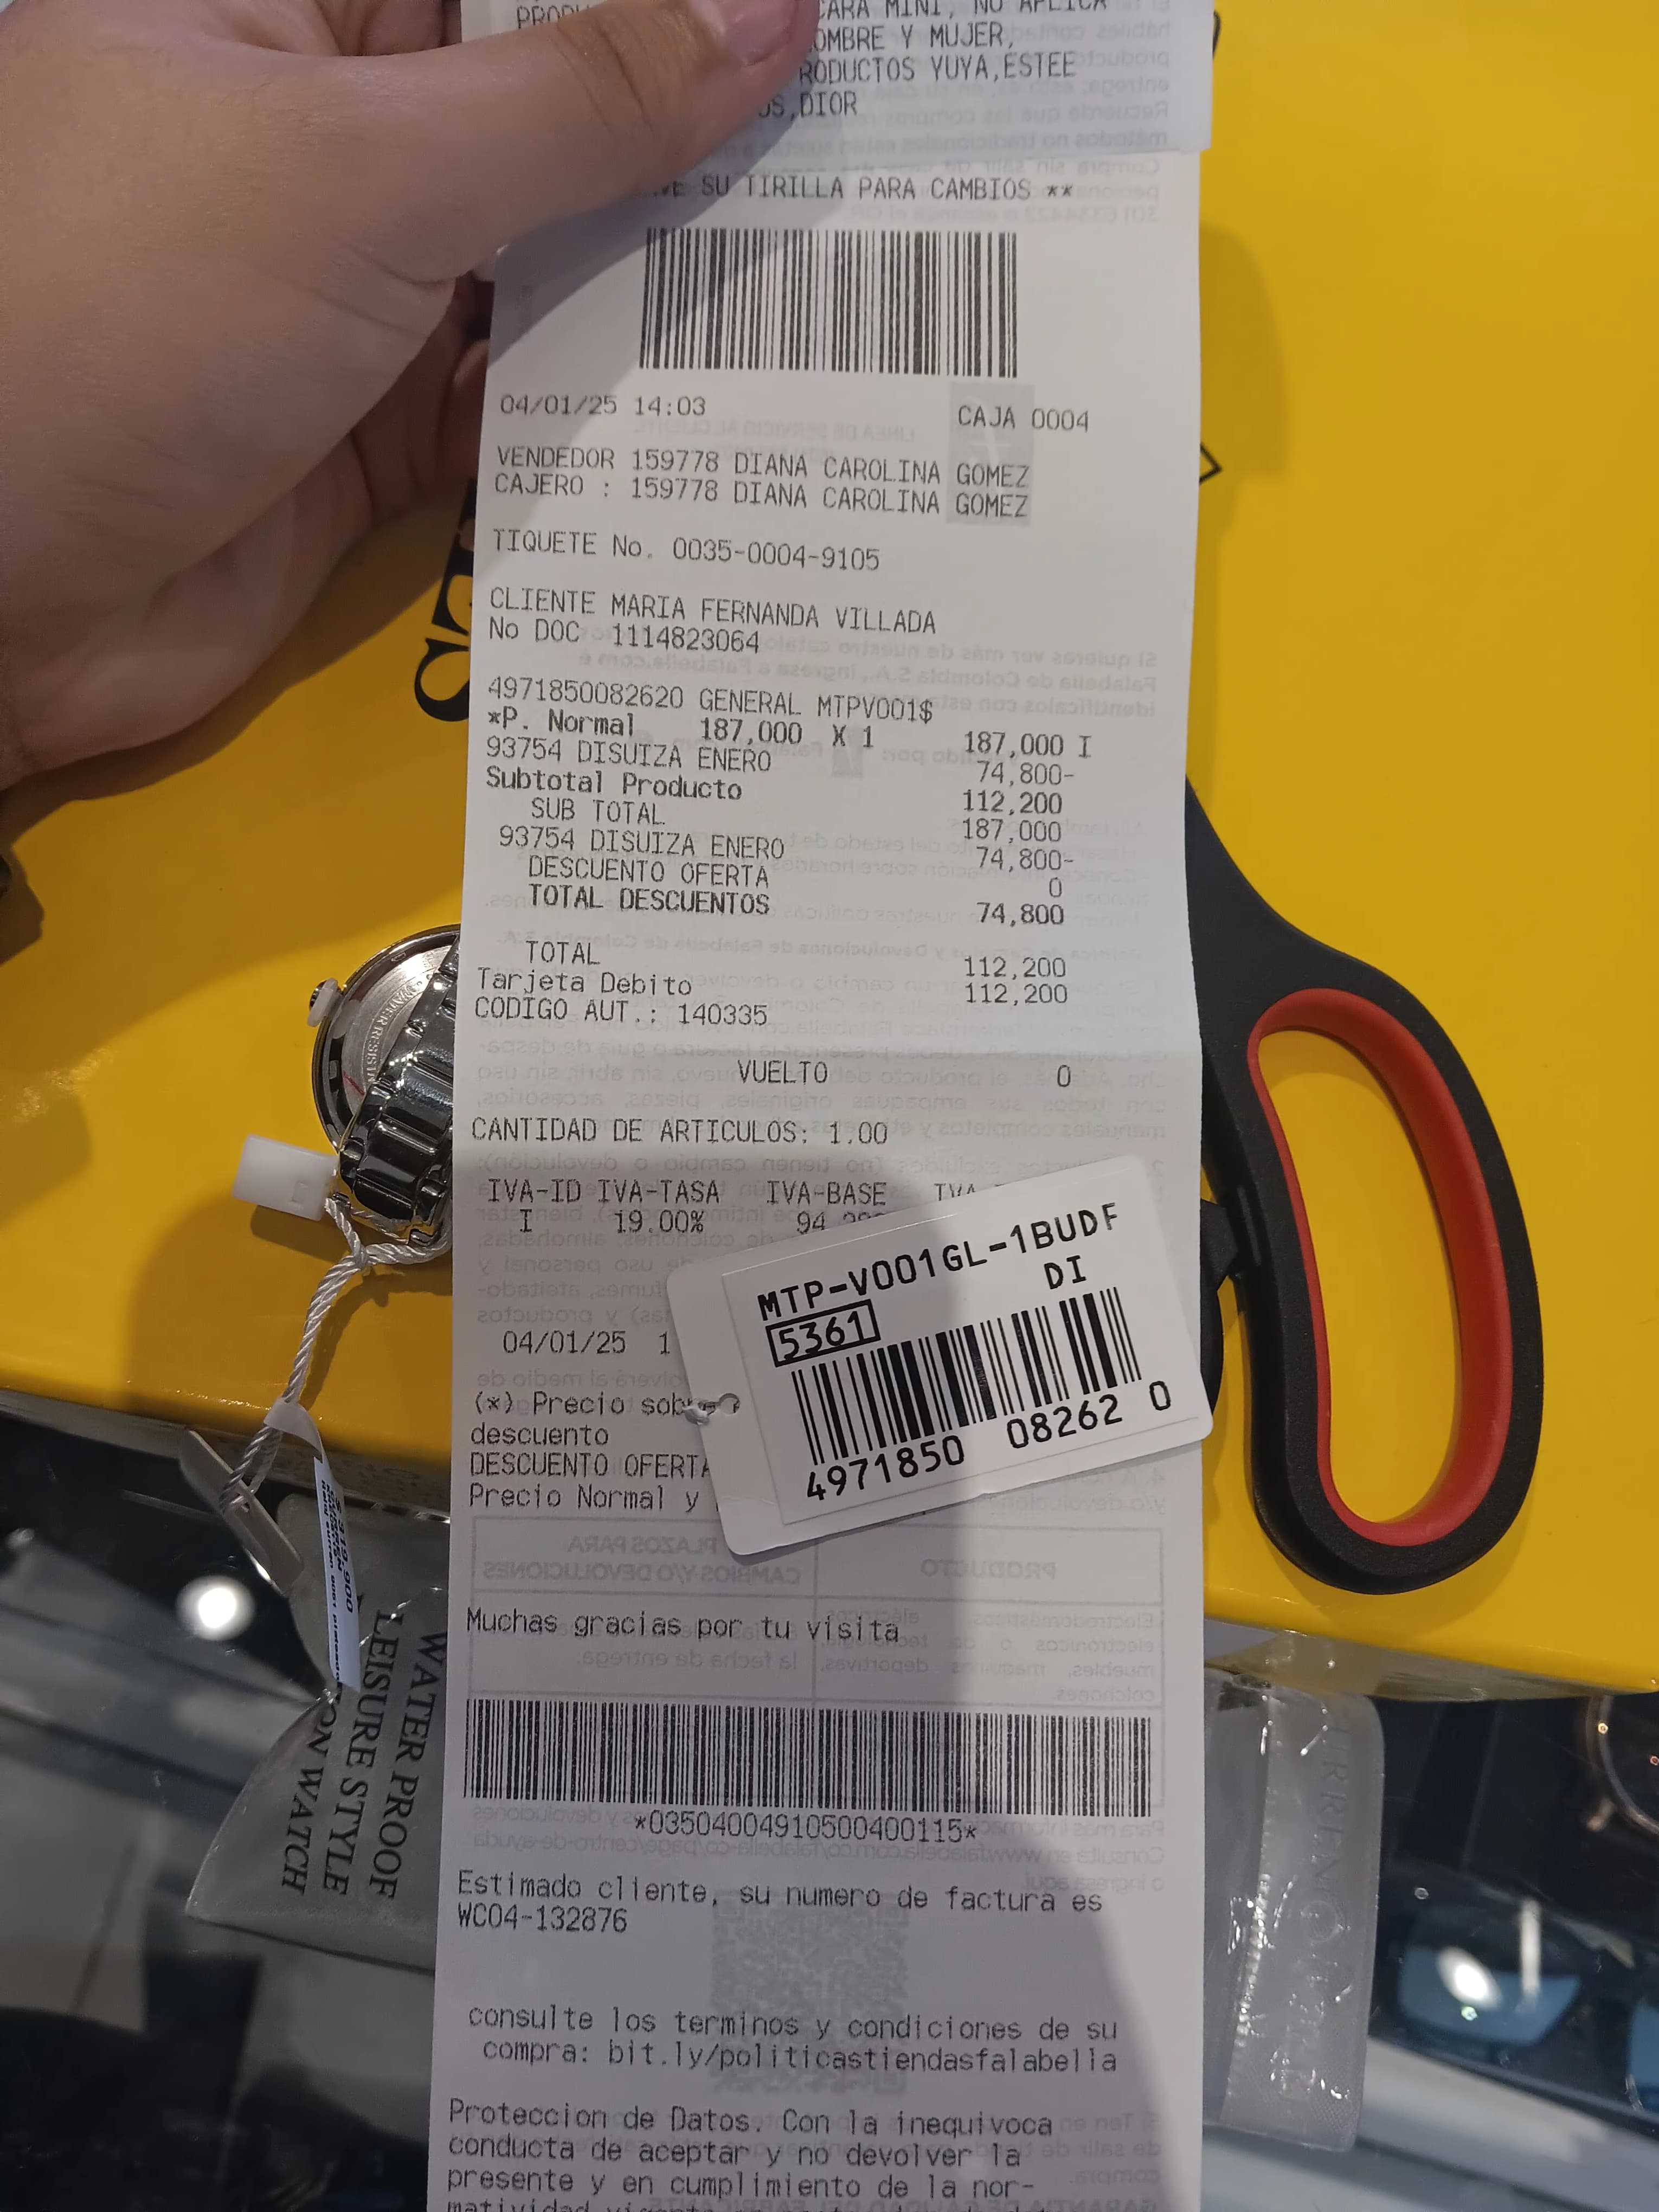 CARA MINI, NO APLICA
OMBRE Y MUJER,
RODUCTOS YUYA,ESTEE
OS,DIOR
VE SU TIRILLA PARA CAMBIOS **
04/01/25 14:03 CAJA 0004
VENDEDOR 159778 DIANA CAROLINA GOMEZ
CAJERO : 159778 DIANA CAROLINA GOMEZ
TIQUETE No. 0035-0004-9105
CLIENTE MARIA FERNANDA VILLADA
No DOC 1114823064
4971850082620 GENERAL MTPV001$
*P. Normal 187,000 X 1 187,000 I
93754 DISUIZA ENERO 74,800-
Subtotal Producto 112,200
SUB TOTAL 187,000
93754 DISUIZA ENERO 74,800-
DESCUENTO OFERTA 0
TOTAL DESCUENTOS 74,800
TOTAL 112,200
Tarjeta Debito 112,200
CODIGO AUT.: 140335
VUELTO 0
CANTIDAD DE ARTICULOS: 1.00
IVA-ID IVA-TASA IVA-BASE
I 19.00% 94
04/01/25 1
(*) Precio
descuento
DESCUENTO OFERTA
Precio Normal y
MTP-V001GL-1BUDF
DI
5361
4971850 08262 0
Muchas gracias por tu visita
*03504004910500400115*
Estimado cliente, su numero de factura es
WC04-132876
consulte los terminos y condiciones de su
compra: bit.ly/politicastiendasfalabella
Proteccion de Datos. Con la inequivoca
conducta de aceptar y no devolver la
presente y en cumplimiento de la nor-
matividad
WATER PROOF
LEISURE STYLE
ON WATCH